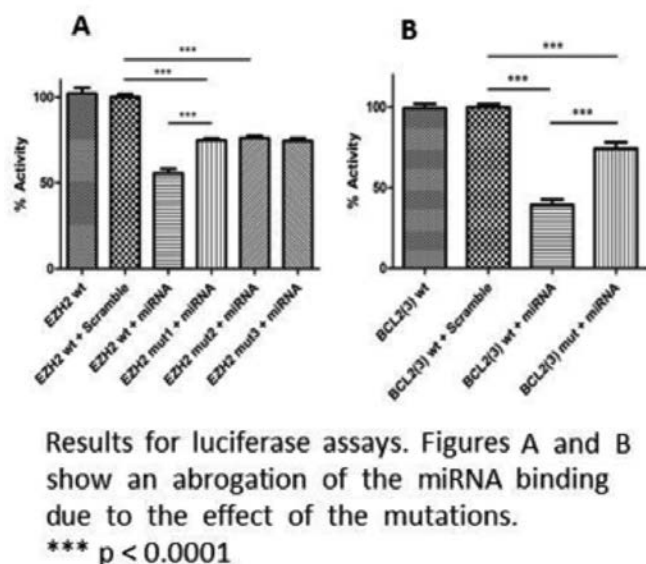 A
B
***
***
***
***
***
***
% Activity
100
50
0
% Activity
100
50
0
EZH2 wt
EZH2 wt + Scramble
EZH2 wt + miRNA
EZH2 mut1 + miRNA
EZH2 mut2 + miRNA
EZH2 mut3 + miRNA
BCL2(3) wt
BCL2(3) wt + Scramble
BCL2(3) wt + miRNA
BCL2(3) mut + miRNA
Results for luciferase assays. Figures A and B
show an abrogation of the miRNA binding
due to the effect of the mutations.
*** p < 0.0001